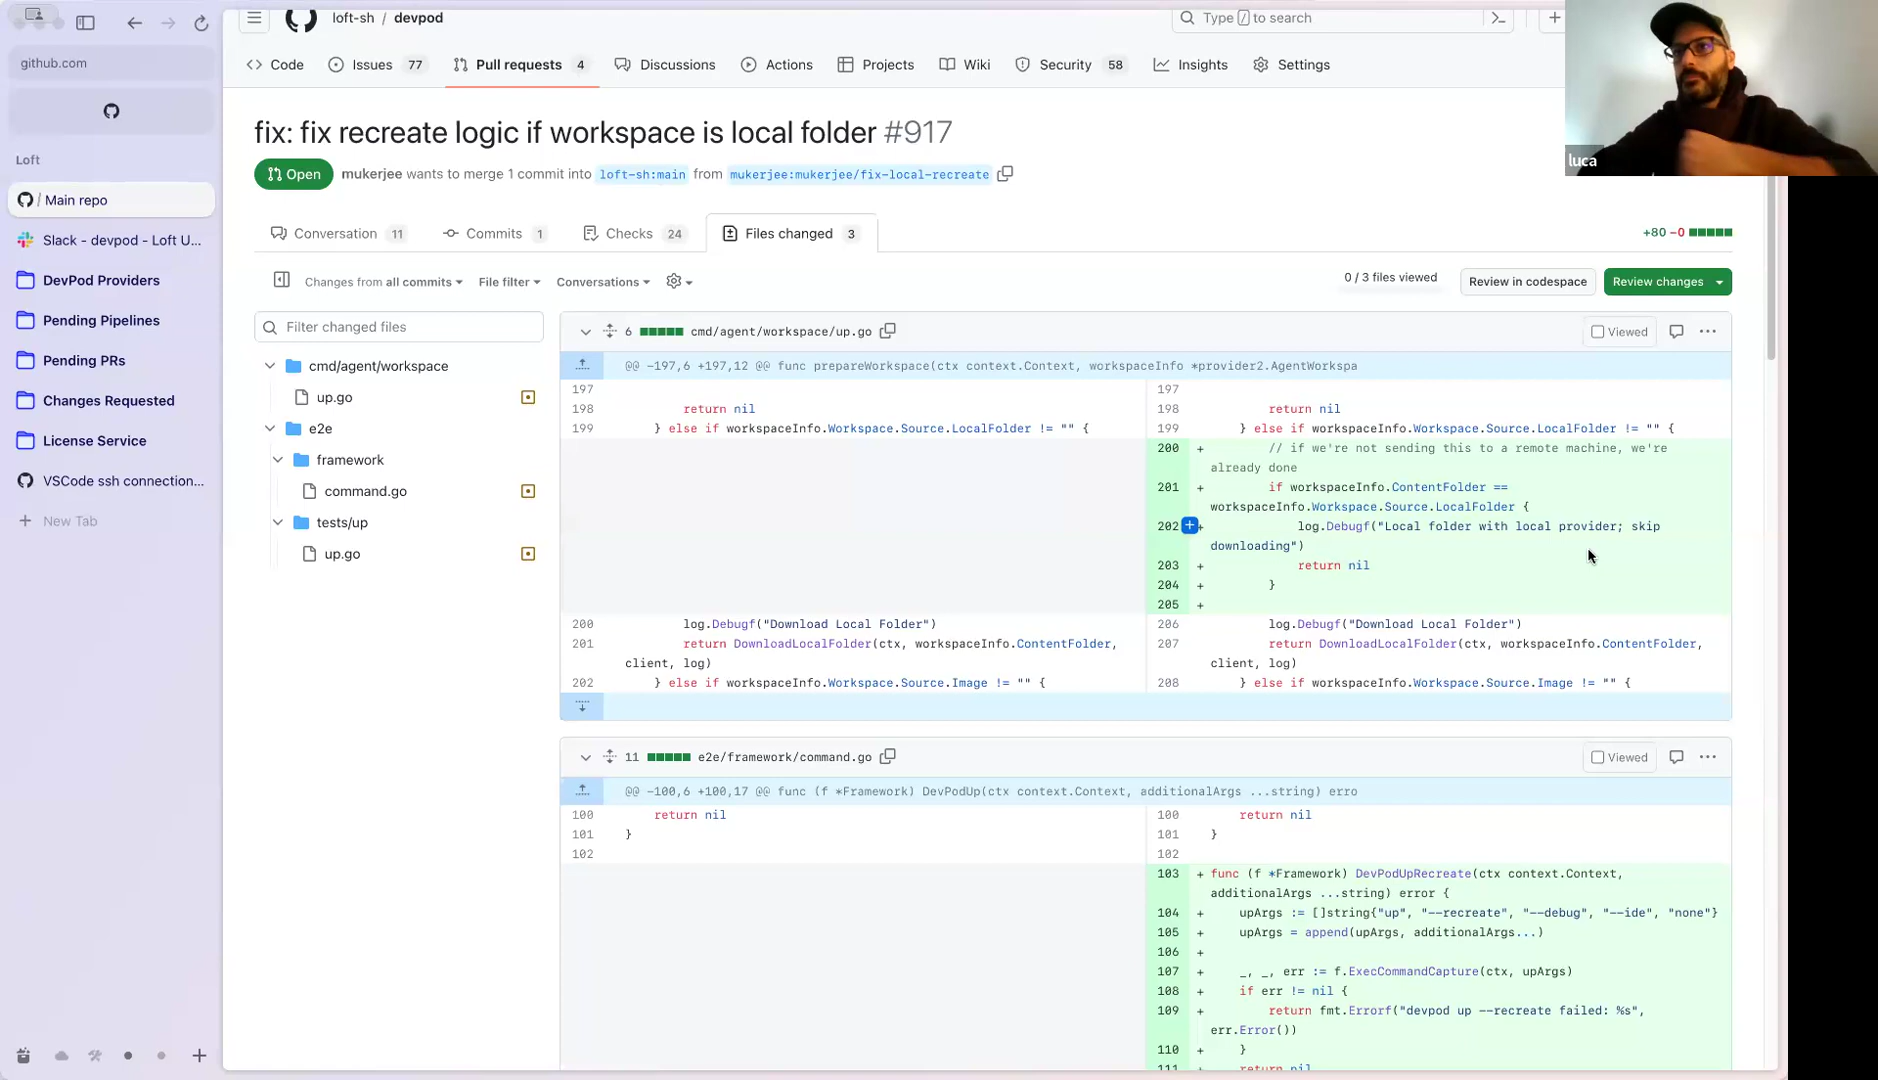 loft-sh / devpod
Type / to search
github.com
Code
Issues 77
Pull requests 4
Discussions
Actions
Projects
Wiki
Security 58
Insights
Settings
luca
Loft
/ Main repo
Slack - devpod - Loft U...
DevPod Providers
Pending Pipelines
Pending PRs
Changes Requested
License Service
VSCode ssh connection...
+ New Tab
fix: fix recreate logic if workspace is local folder #917
Open mukerjee wants to merge 1 commit into loft-sh:main from mukerjee:mukerjee/fix-local-recreate
Conversation 11
Commits 1
Checks 24
Files changed 3
+80 −0
Changes from all commits
File filter
Conversations
0 / 3 files viewed
Review in codespace
Review changes
Filter changed files
cmd/agent/workspace
up.go
e2e
framework
command.go
tests/up
up.go
6 cmd/agent/workspace/up.go
Viewed
@@ -197,6 +197,12 @@ func prepareWorkspace(ctx context.Context, workspaceInfo *provider2.AgentWorkspa
197
198 return nil
199 } else if workspaceInfo.Workspace.Source.LocalFolder != "" {
200 log.Debugf("Download Local Folder")
201 return DownloadLocalFolder(ctx, workspaceInfo.ContentFolder,
client, log)
202 } else if workspaceInfo.Workspace.Source.Image != "" {
197
198 return nil
199 } else if workspaceInfo.Workspace.Source.LocalFolder != "" {
200 + // if we're not sending this to a remote machine, we're
already done
201 + if workspaceInfo.ContentFolder ==
workspaceInfo.Workspace.Source.LocalFolder {
202 + log.Debugf("Local folder with local provider; skip
downloading")
203 + return nil
204 + }
205 +
206 log.Debugf("Download Local Folder")
207 return DownloadLocalFolder(ctx, workspaceInfo.ContentFolder,
client, log)
208 } else if workspaceInfo.Workspace.Source.Image != "" {
11 e2e/framework/command.go
Viewed
@@ -100,6 +100,17 @@ func (f *Framework) DevPodUp(ctx context.Context, additionalArgs ...string) erro
100 return nil
101 }
102
100 return nil
101 }
102
103 + func (f *Framework) DevPodUpRecreate(ctx context.Context,
additionalArgs ...string) error {
104 + upArgs := []string{"up", "--recreate", "--debug", "--ide", "none"}
105 + upArgs = append(upArgs, additionalArgs...)
106 +
107 + _, _, err := f.ExecCommandCapture(ctx, upArgs)
108 + if err != nil {
109 + return fmt.Errorf("devpod up --recreate failed: %s",
err.Error())
110 + }
111 + return nil